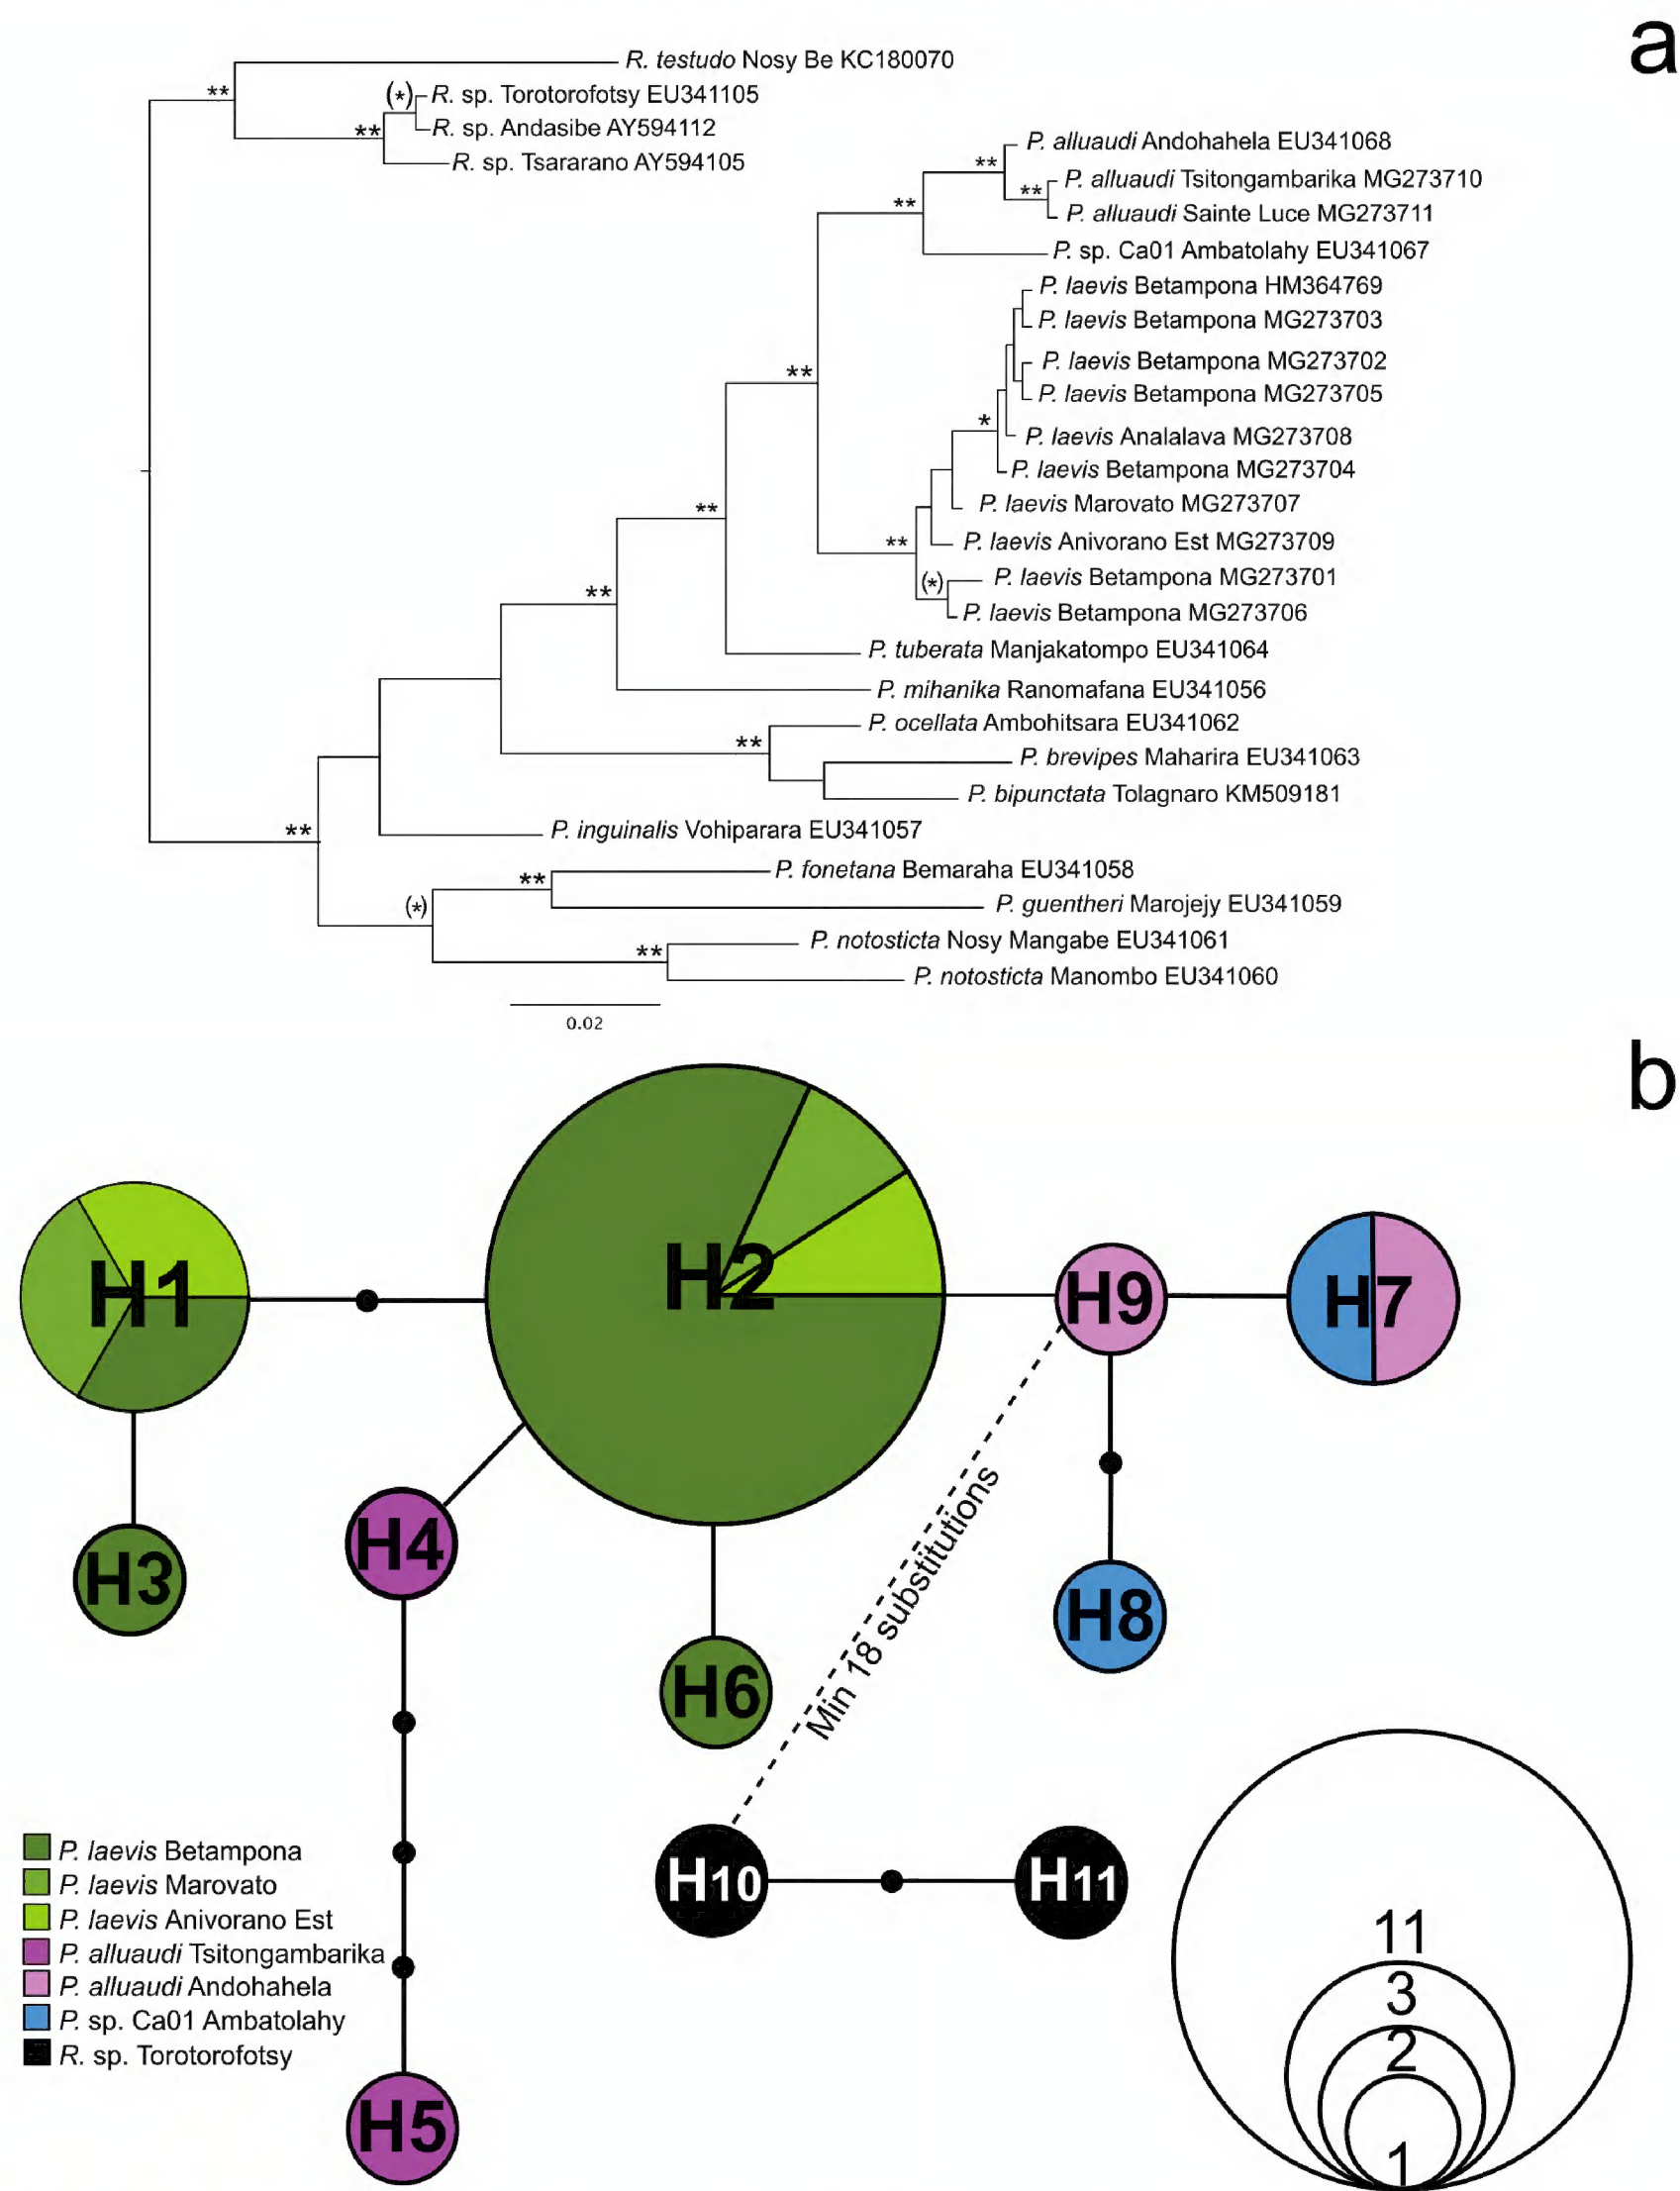 a
R. testudo Nosy Be KC180070
**
(*)
R. sp. Torotorofotsy EU341105
**
R. sp. Andasibe AY594112
R. sp. Tsararano AY594105
P. alluaudi Andohahela EU341068
**
**
P. alluaudi Tsitongambarika MG273710
**
P. alluaudi Sainte Luce MG273711
P. sp. Ca01 Ambatolahy EU341067
P. laevis Betampona HM364769
P. laevis Betampona MG273703
**
P. laevis Betampona MG273702
P. laevis Betampona MG273705
*
P. laevis Analalava MG273708
P. laevis Betampona MG273704
**
P. laevis Marovato MG273707
**
P. laevis Anivorano Est MG273709
**
(*)
P. laevis Betampona MG273701
P. laevis Betampona MG273706
P. tuberata Manjakatompo EU341064
P. mihanika Ranomafana EU341056
P. ocellata Ambohitsara EU341062
**
P. brevipes Maharira EU341063
P. bipunctata Tolagnaro KM509181
**
P. inguinalis Vohiparara EU341057
P. fonetana Bemaraha EU341058
**
(*)
P. guentheri Marojejy EU341059
P. notosticta Nosy Mangabe EU341061
**
P. notosticta Manombo EU341060
0.02
b
H1
H2
H9
H7
H3
H4
H6
H8
Min 18 substitutions
H10
H11
H5
P. laevis Betampona
P. laevis Marovato
P. laevis Anivorano Est
P. alluaudi Tsitongambarika
P. alluaudi Andohahela
P. sp. Ca01 Ambatolahy
R. sp. Torotorofotsy
11
3
2
1